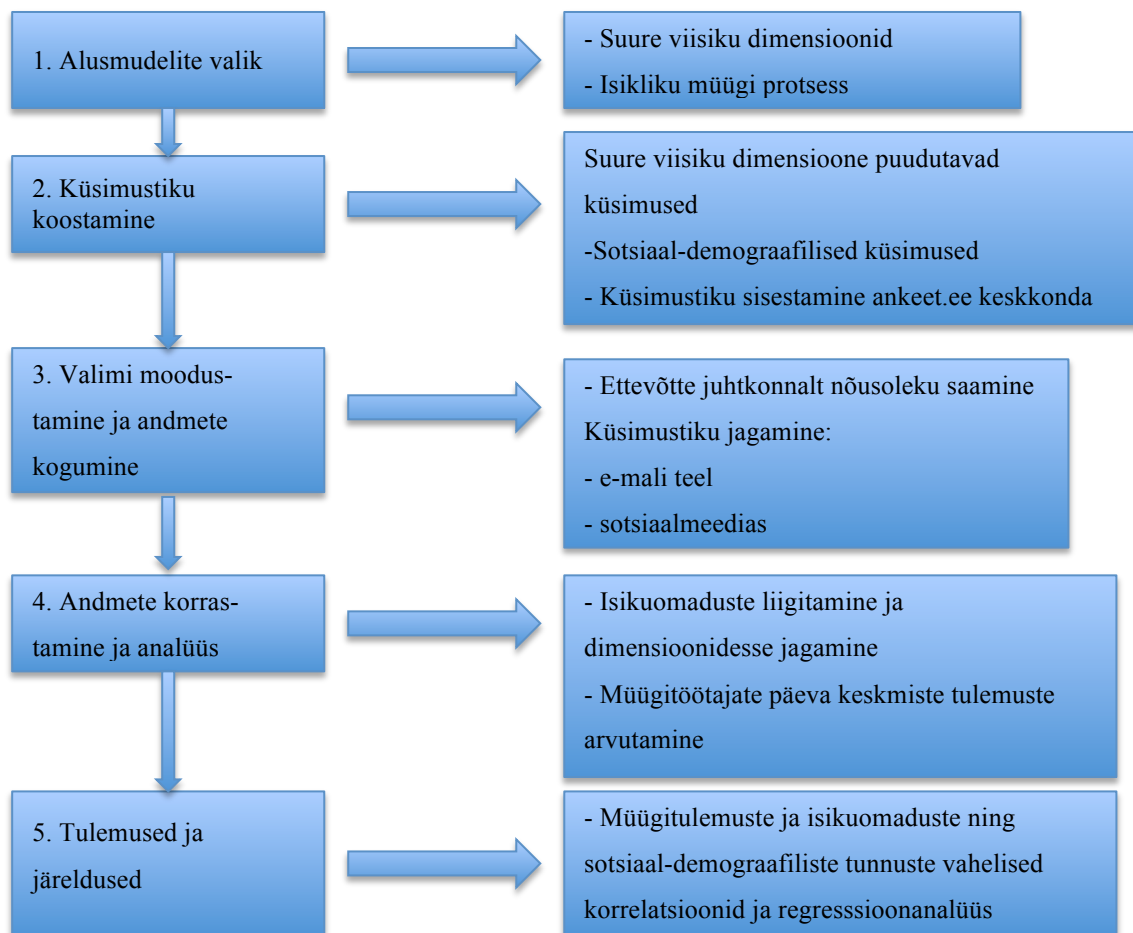 1. Alusmudelite valik
- Suure viisiku dimensioonid
- Isikliku müügi protsess
2. Küsimustiku
koostamine
Suure viisiku dimensioone puudutavad
küsimused
-Sotsiaal-demograafilised küsimused
- Küsimustiku sisestamine ankeet.ee keskkonda
3. Valimi moodus-
tamine ja andmete
kogumine
- Ettevõtte juhtkonnalt nõusoleku saamine
Küsimustiku jagamine:
- e-mali teel
- sotsiaalmeedias
4. Andmete korras-
tamine ja analüüs
- Isikuomaduste liigitamine ja
dimensioonidesse jagamine
- Müügitöötajate päeva keskmiste tulemuste
arvutamine
5. Tulemused ja
järeldused
- Müügitulemuste ja isikuomaduste ning
sotsiaal-demograafiliste tunnuste vahelised
korrelatsioonid ja regresssioonanalüüs